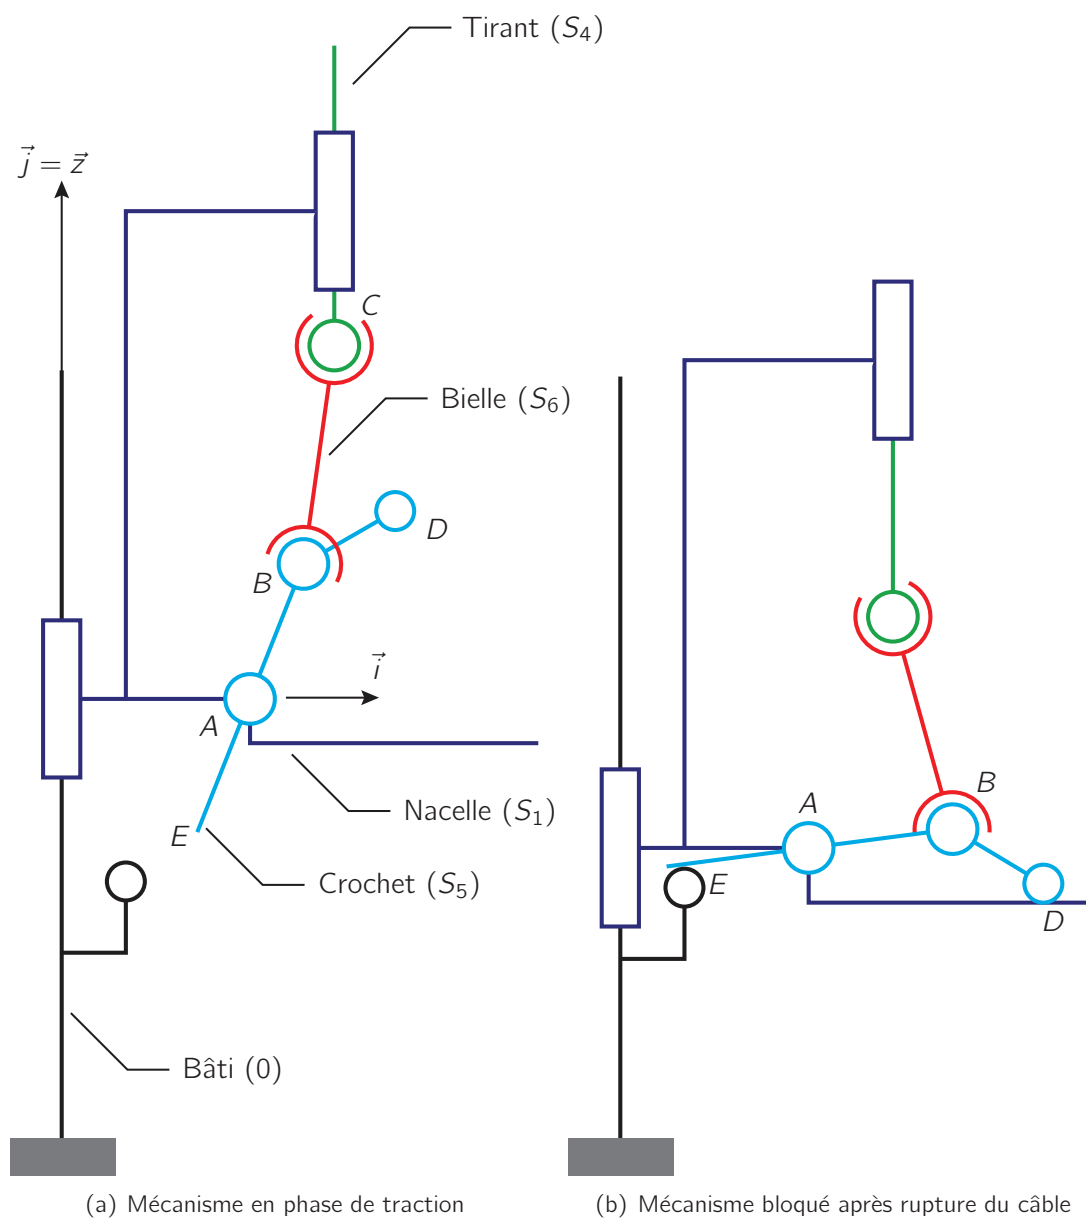 Tirant (S₄)
j⃗ = z⃗
C
Bielle (S₆)
D
B
i⃗
A
Nacelle (S₁)
E
Crochet (S₅)
Bâti (0)
(a) Mécanisme en phase de traction
B
A
E
D
(b) Mécanisme bloqué après rupture du câble